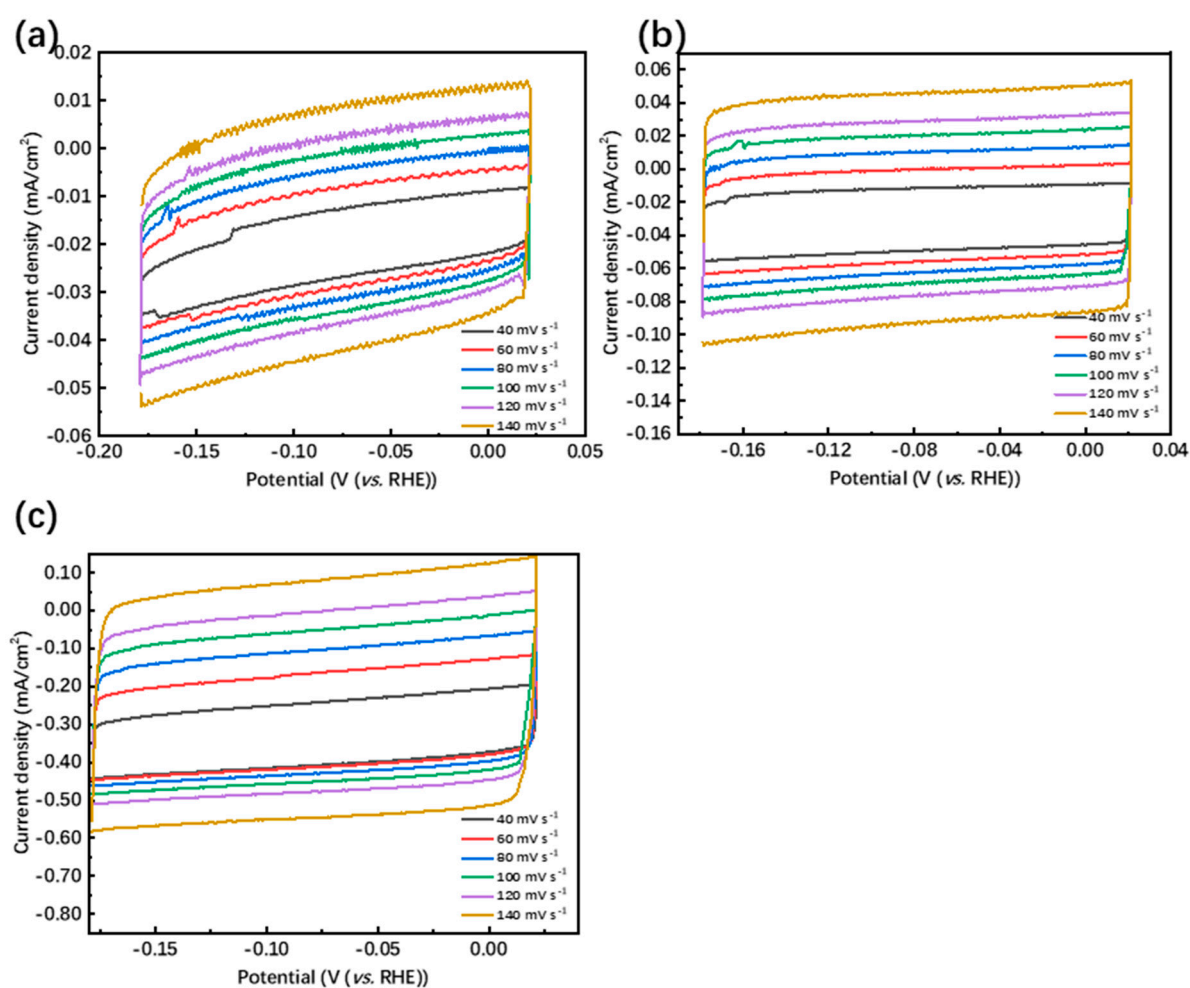 (a)
0.02
0.01
0.00
-0.01
-0.02
-0.03
-0.04
-0.05
-0.06
-0.20
-0.15
-0.10
-0.05
0.00
0.05
Current density (mA/cm²)
Potential (V (vs. RHE))
40 mV s⁻¹
60 mV s⁻¹
80 mV s⁻¹
100 mV s⁻¹
120 mV s⁻¹
140 mV s⁻¹
(b)
0.06
0.04
0.02
0.00
-0.02
-0.04
-0.06
-0.08
-0.10
-0.12
-0.14
-0.16
-0.16
-0.12
-0.08
-0.04
0.00
0.04
Current density (mA/cm²)
Potential (V (vs. RHE))
40 mV s⁻¹
60 mV s⁻¹
80 mV s⁻¹
100 mV s⁻¹
120 mV s⁻¹
140 mV s⁻¹
(c)
0.10
0.00
-0.10
-0.20
-0.30
-0.40
-0.50
-0.60
-0.70
-0.80
-0.15
-0.10
-0.05
0.00
Current density (mA/cm²)
Potential (V (vs. RHE))
40 mV s⁻¹
60 mV s⁻¹
80 mV s⁻¹
100 mV s⁻¹
120 mV s⁻¹
140 mV s⁻¹